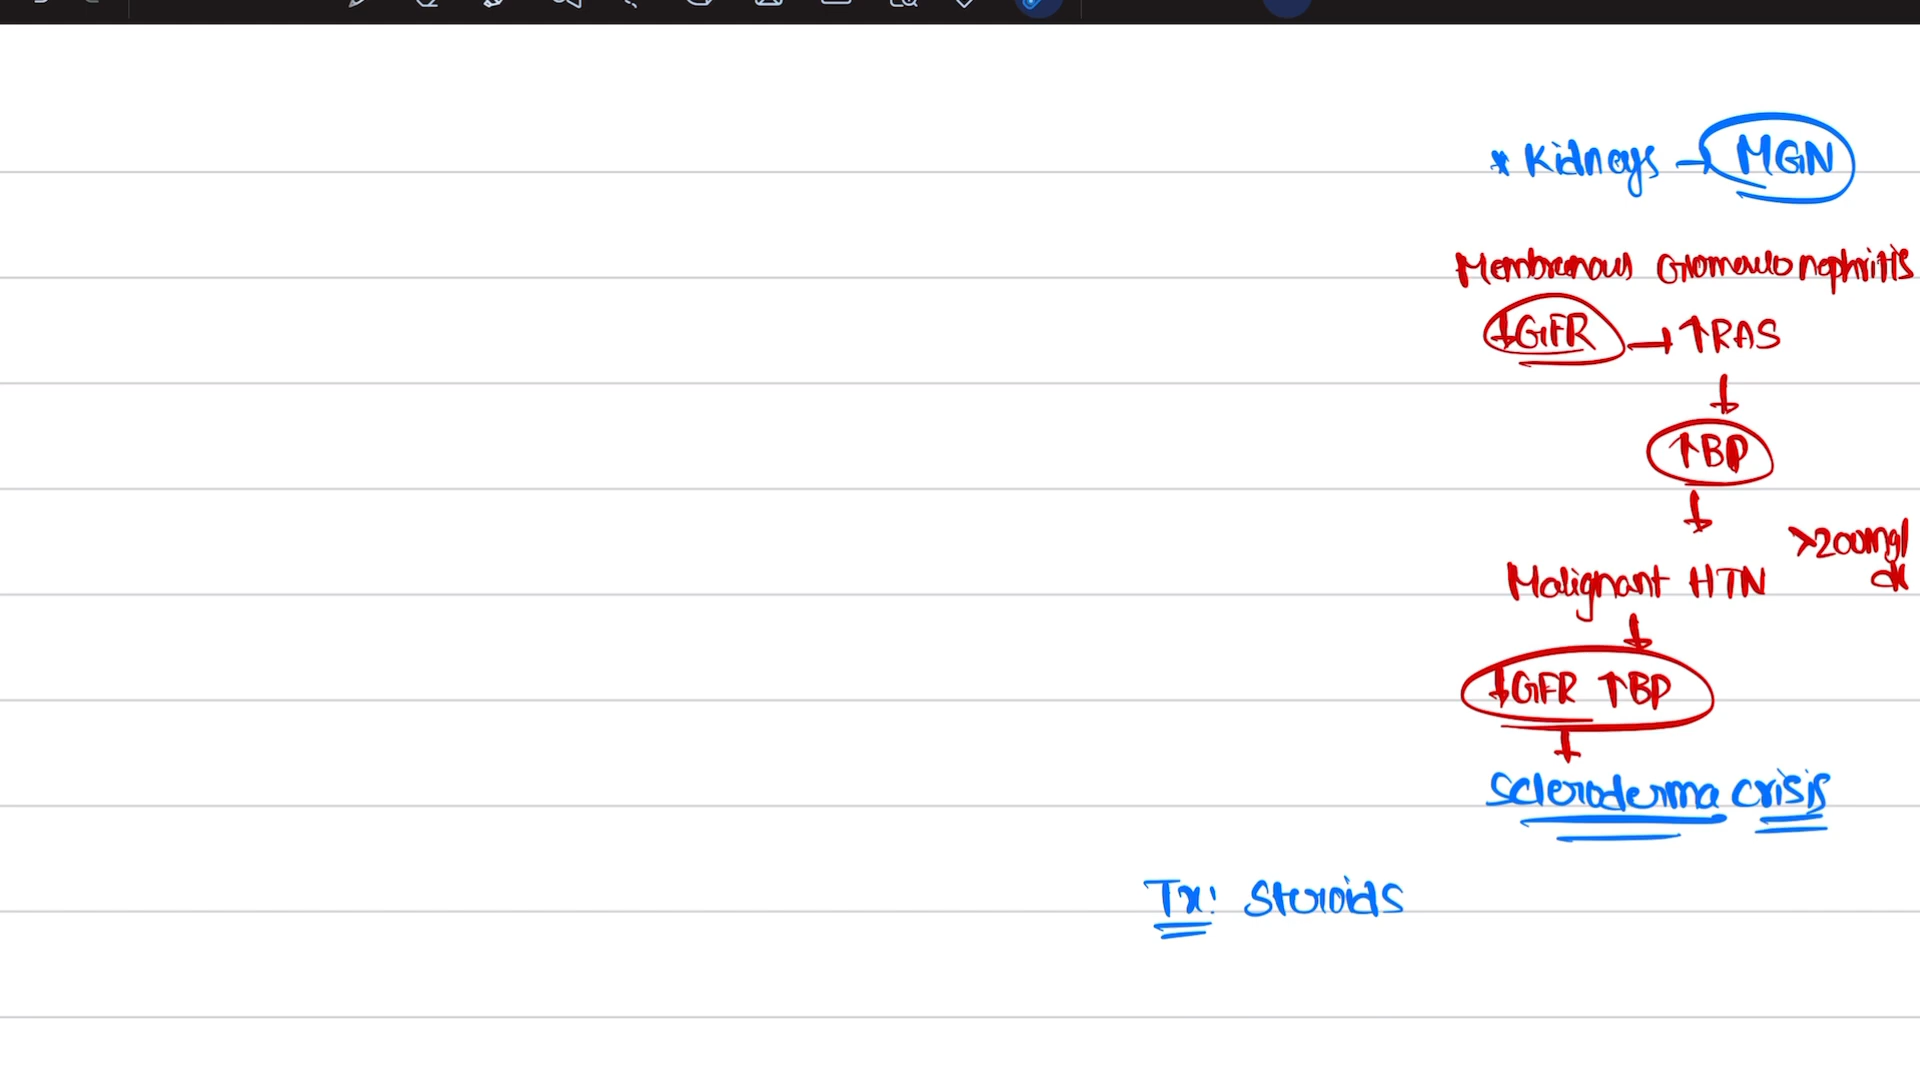 * Kidneys → MGN
Membranous Glomerulonephritis
↓GFR → ↑RAS
↓
↑BP
↓
>200mg/
dl
Malignant HTN
↓
↓GFR ↑BP
↓
Scleroderma crisis
Tx: Steroids